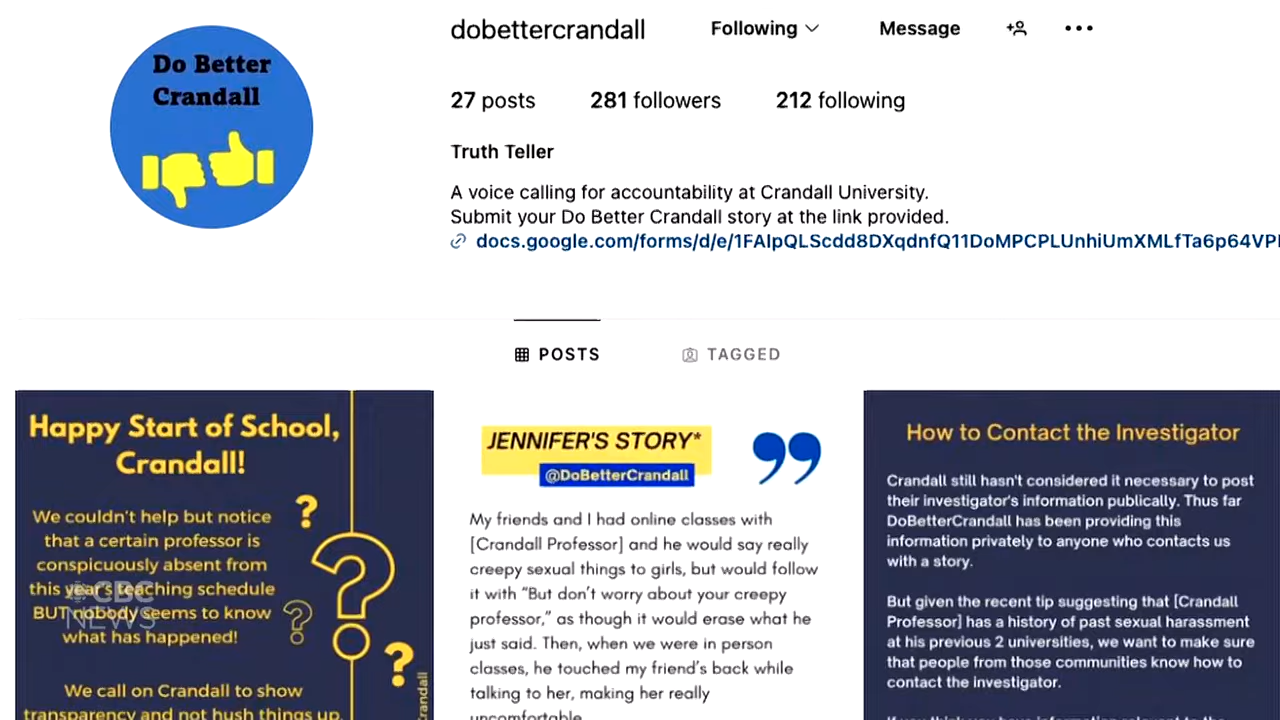 Do Better
Crandall
dobettercrandall
Following
Message
27 posts
281 followers
212 following
Truth Teller
A voice calling for accountability at Crandall University.
Submit your Do Better Crandall story at the link provided.
docs.google.com/forms/d/e/1FAIpQLScdd8DXqdnfQ11DoMPCPLUnhiUmXMLfTa6p64VP
POSTS
TAGGED
Happy Start of School,
Crandall!
We couldn't help but notice
that a certain professor is
conspicuously absent from
this year's teaching schedule
BUT nobody seems to know
what has happened!
We call on Crandall to show
transparency and not hush things up.
Crandall
CBC
NEWS
JENNIFER'S STORY*
@DoBetterCrandall
My friends and I had online classes with
[Crandall Professor] and he would say really
creepy sexual things to girls, but would follow
it with “But don’t worry about your creepy
professor,” as though it would erase what he
just said. Then, when we were in person
classes, he touched my friend’s back while
talking to her, making her really
uncomfortable
How to Contact the Investigator
Crandall still hasn't considered it necessary to post
their investigator's information publically. Thus far
DoBetterCrandall has been providing this
information privately to anyone who contacts us
with a story.
But given the recent tip suggesting that [Crandall
Professor] has a history of past sexual harassment
at his previous 2 universities, we want to make sure
that people from those communities know how to
contact the investigator.